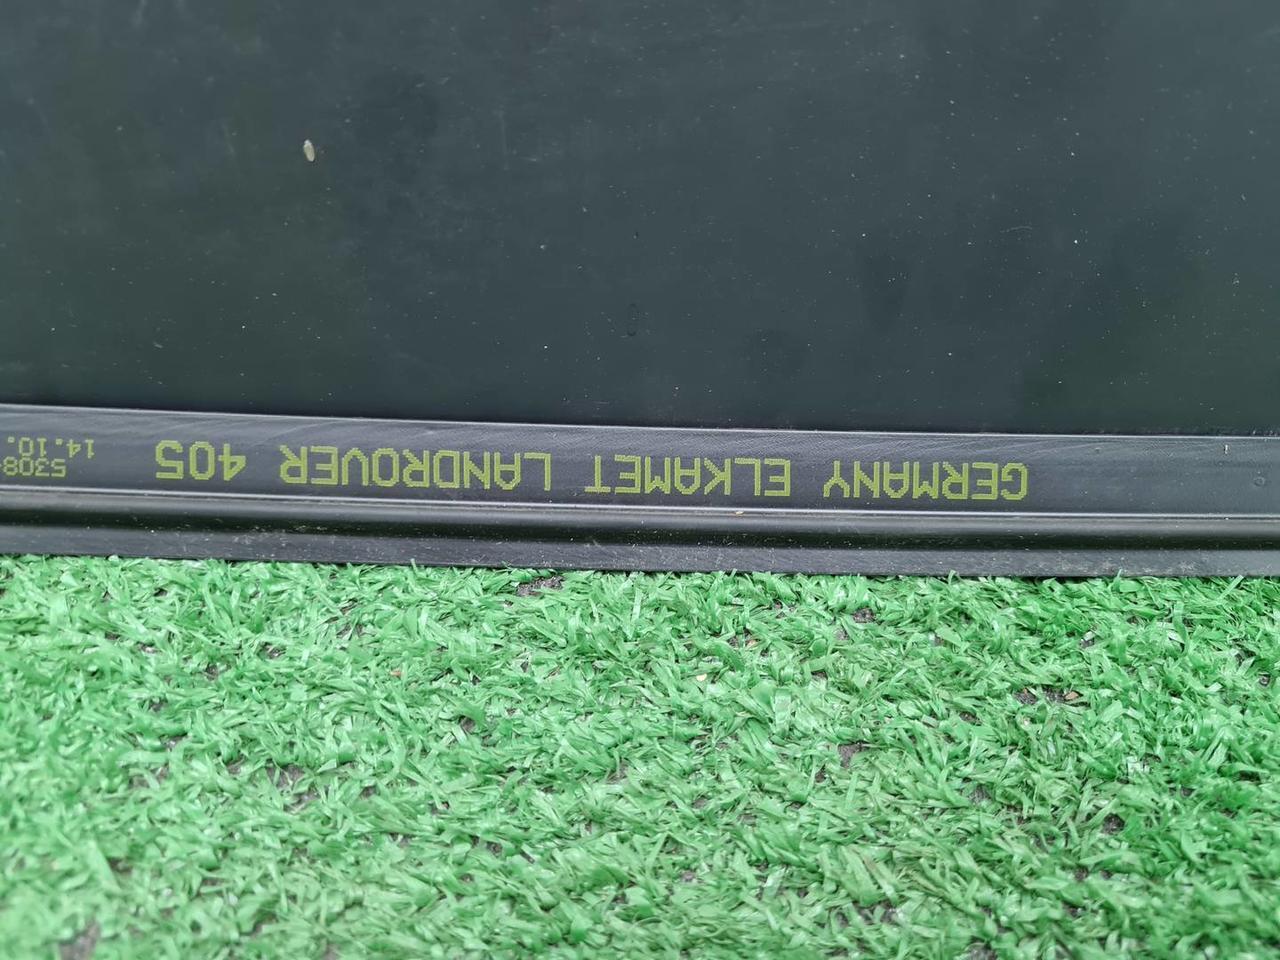 GERMANY ELKAMET LANDROVER 405
5308
14.10.